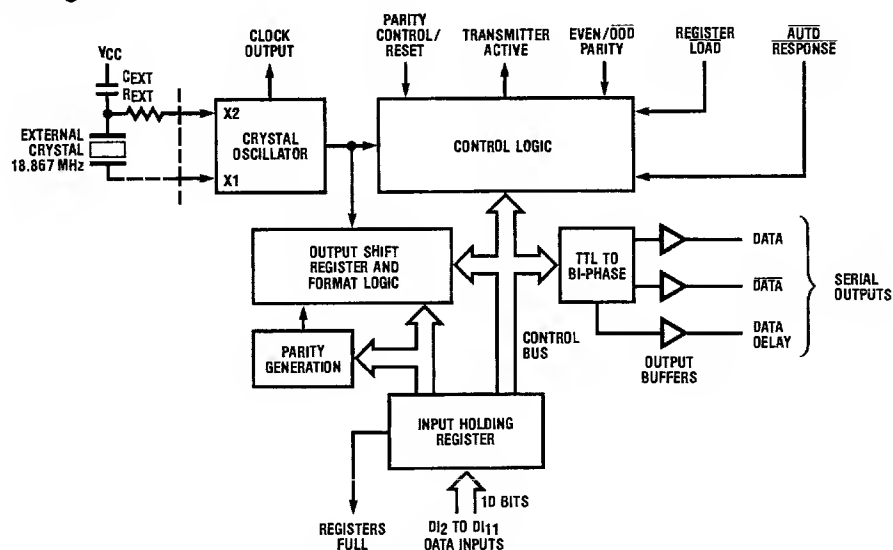 PARITY
CONTROL/
RESET
TRANSMITTER
ACTIVE
EVEN/ODD
PARITY
REGISTER
LOAD
AUTO
RESPONSE
CLOCK
OUTPUT
VCC
CEXT
REXT
EXTERNAL
CRYSTAL
18.867 MHz
X2
X1
CRYSTAL
OSCILLATOR
CONTROL LOGIC
OUTPUT SHIFT
REGISTER AND
FORMAT LOGIC
TTL TO
BI-PHASE
DATA
DATA
DATA
DELAY
SERIAL
OUTPUTS
OUTPUT
BUFFERS
CONTROL
BUS
PARITY
GENERATION
INPUT HOLDING
REGISTER
REGISTERS
FULL
10 BITS
DI2 TO DI11
DATA INPUTS